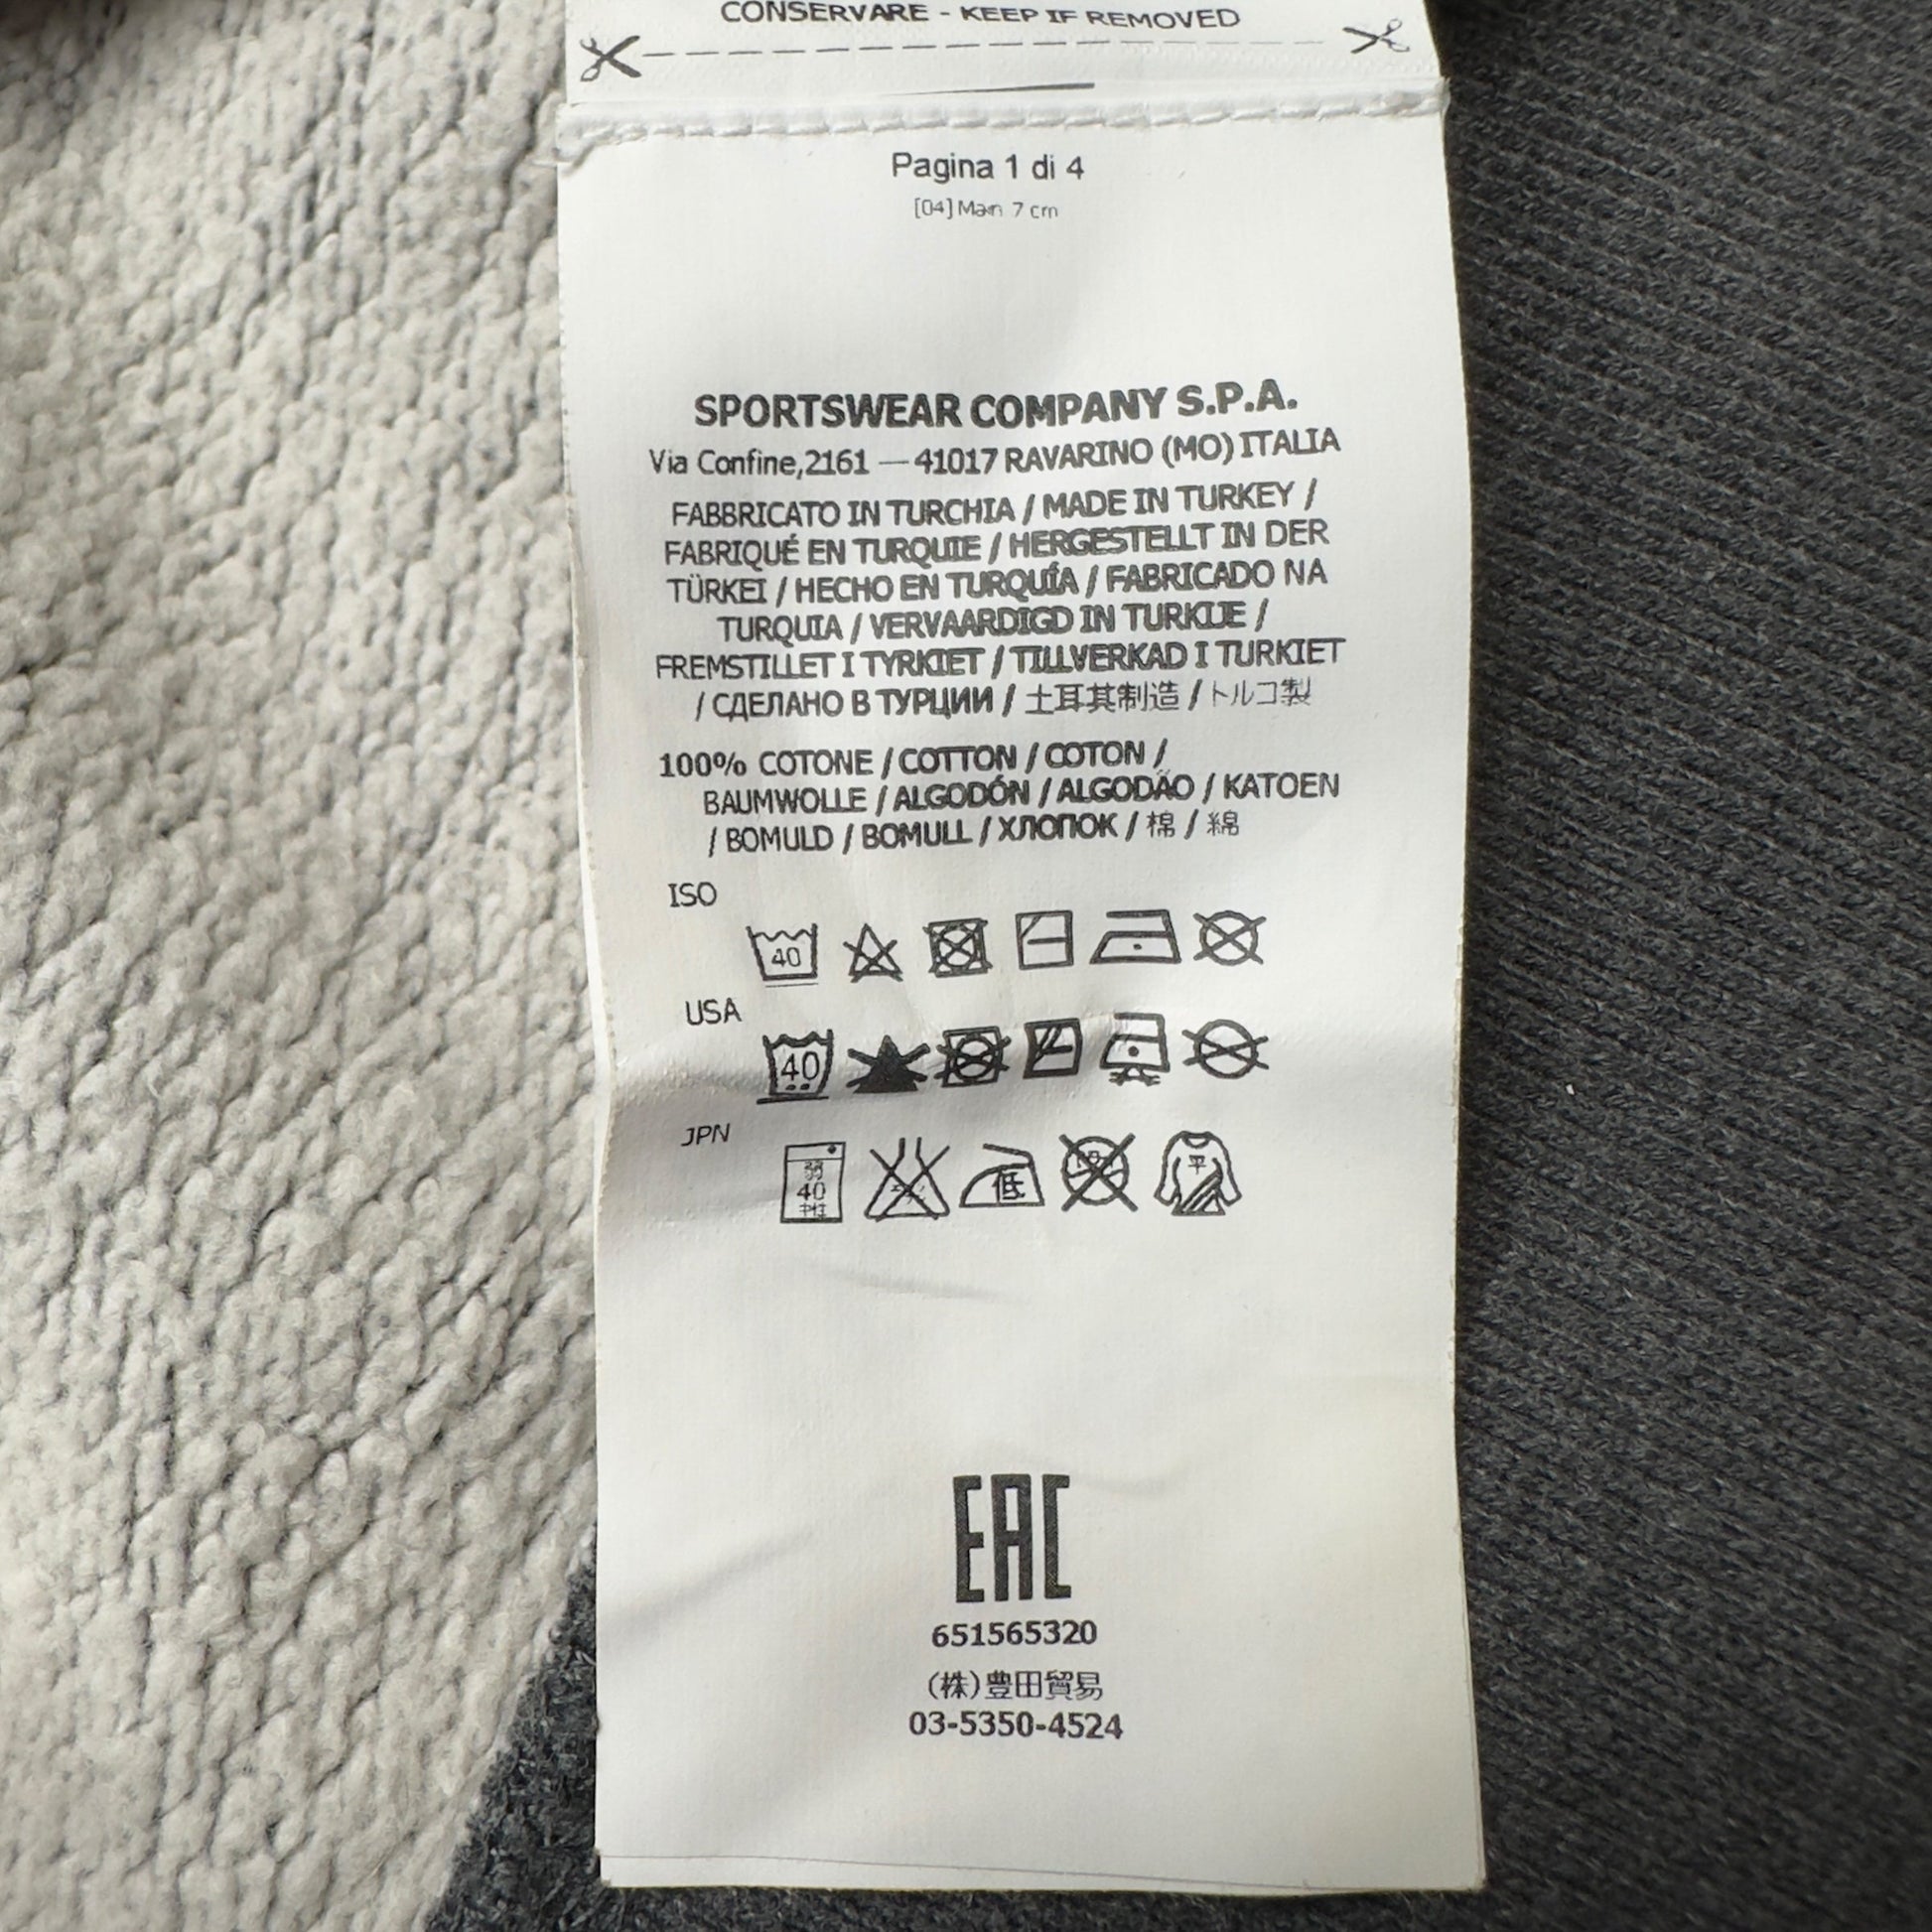 CONSERVARE - KEEP IF REMOVED
Pagina 1 di 4
[04] Man 7 cm
SPORTSWEAR COMPANY S.P.A.
Via Confine,2161 — 41017 RAVARINO (MO) ITALIA
FABBRICATO IN TURCHIA / MADE IN TURKEY /
FABRIQUÉ EN TURQUIE / HERGESTELLT IN DER
TÜRKEI / HECHO EN TURQUÍA / FABRICADO NA
TURQUIA / VERVAARDIGD IN TURKIJE /
FREMSTILLET I TYRKIET / TILLVERKAD I TURKIET
/ СДЕЛАНО В ТУРЦИИ / 土耳其制造 / トルコ製
100% COTONE / COTTON / COTON /
BAUMWOLLE / ALGODÓN / ALGODÃO / KATOEN
/ BOMULD / BOMULL / ХЛОПОК / 棉 / 綿
ISO
40
USA
40
JPN
弱
40
中性
低
平
EAC
651565320
(株)豊田貿易
03-5350-4524